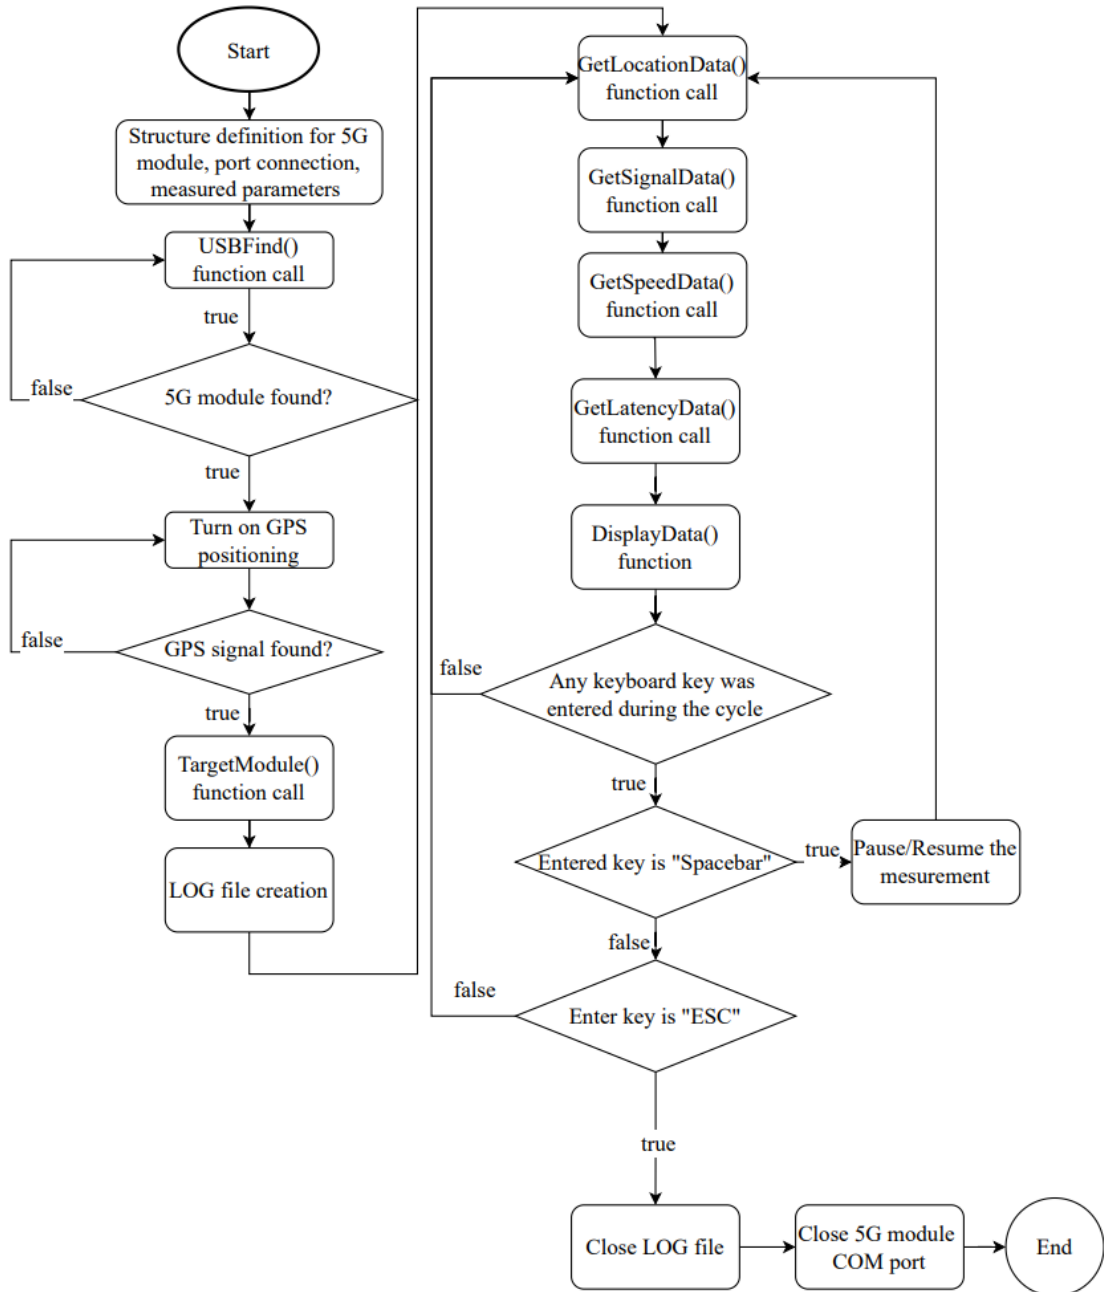 Start
Structure definition for 5G
module, port connection,
measured parameters
USBFind()
function call
true
false
5G module found?
true
Turn on GPS
positioning
false
GPS signal found?
true
TargetModule()
function call
LOG file creation
GetLocationData()
function call
GetSignalData()
function call
GetSpeedData()
function call
GetLatencyData()
function call
DisplayData()
function
false
Any keyboard key was
entered during the cycle
true
Entered key is "Spacebar"
true
Pause/Resume the
mesurement
false
false
Enter key is "ESC"
true
Close LOG file
Close 5G module
COM port
End